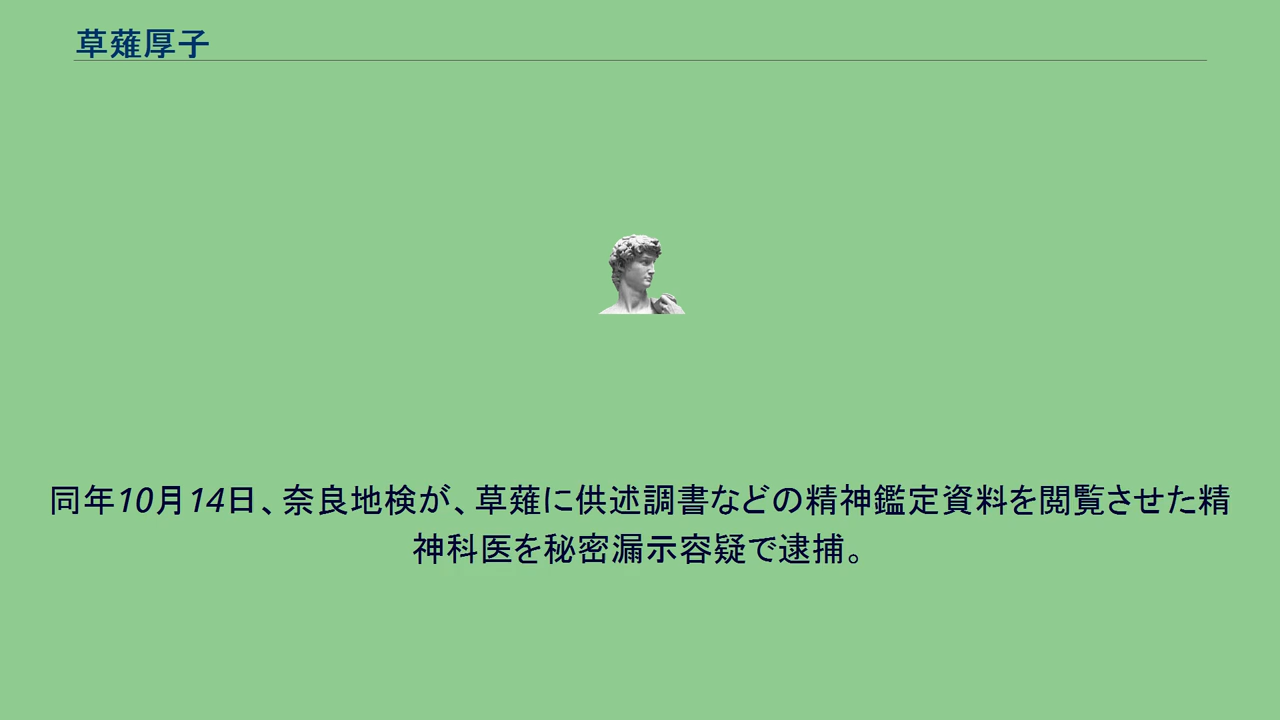 草薙厚子
同年10月14日、奈良地検が、草薙に供述調書などの精神鑑定資料を閲覧させた精
神科医を秘密漏示容疑で逮捕。